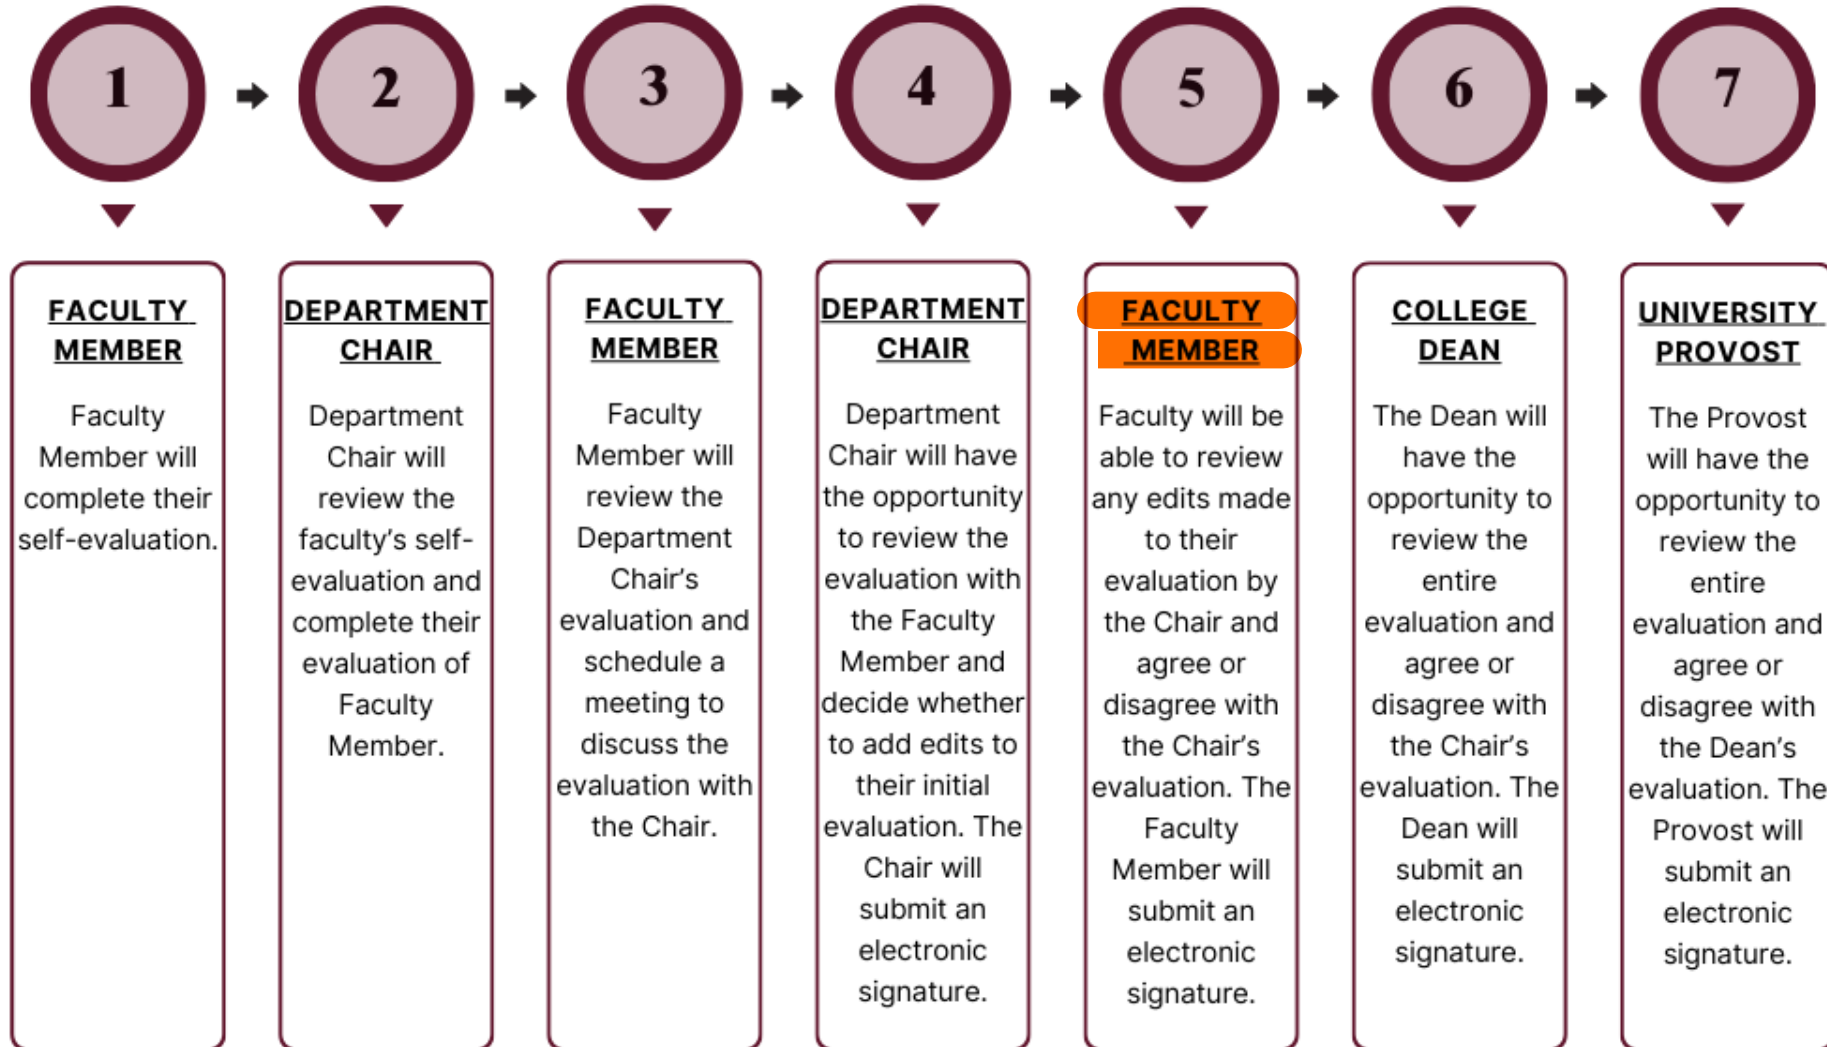 1
2
3
4
5
6
7
FACULTY
MEMBER
Faculty
Member will
complete their
self-evaluation.
DEPARTMENT
CHAIR
Department
Chair will
review the
faculty's self-
evaluation and
complete their
evaluation of
Faculty
Member.
FACULTY
MEMBER
Faculty
Member will
review the
Department
Chair's
evaluation and
schedule a
meeting to
discuss the
evaluation with
the Chair.
DEPARTMENT
CHAIR
Department
Chair will have
the opportunity
to review the
evaluation with
the Faculty
Member and
decide whether
to add edits to
their initial
evaluation. The
Chair will
submit an
electronic
signature.
FACULTY
MEMBER
Faculty will be
able to review
any edits made
to their
evaluation by
the Chair and
agree or
disagree with
the Chair's
evaluation. The
Faculty
Member will
submit an
electronic
signature.
COLLEGE
DEAN
The Dean will
have the
opportunity to
review the
entire
evaluation and
agree or
disagree with
the Chair's
evaluation. The
Dean will
submit an
electronic
signature.
UNIVERSITY
PROVOST
The Provost
will have the
opportunity to
review the
entire
evaluation and
agree or
disagree with
the Dean's
evaluation. The
Provost will
submit an
electronic
signature.